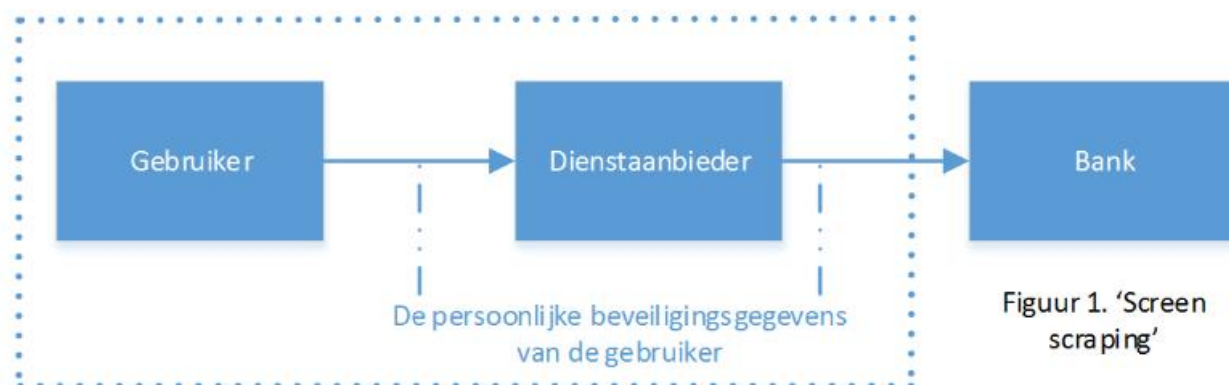 Gebruiker
Dienstaanbieder
Bank
De persoonlijke beveiligingsgegevens
van de gebruiker
Figuur 1. ‘Screen
scraping’